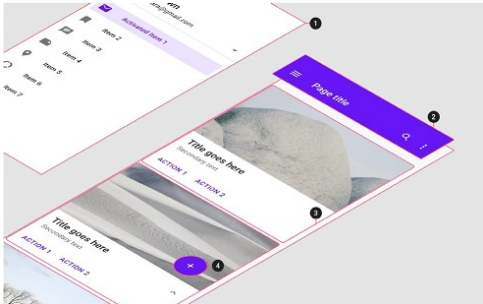 @gmail.com
Activated item 1
Item 2
Item 3
Item 4
Item 5
Item 6
Item 7
1
Page title
2
Title goes here
Secondary text
ACTION 1 ACTION 2
3
Title goes here
Secondary text
ACTION 1 ACTION 2
4